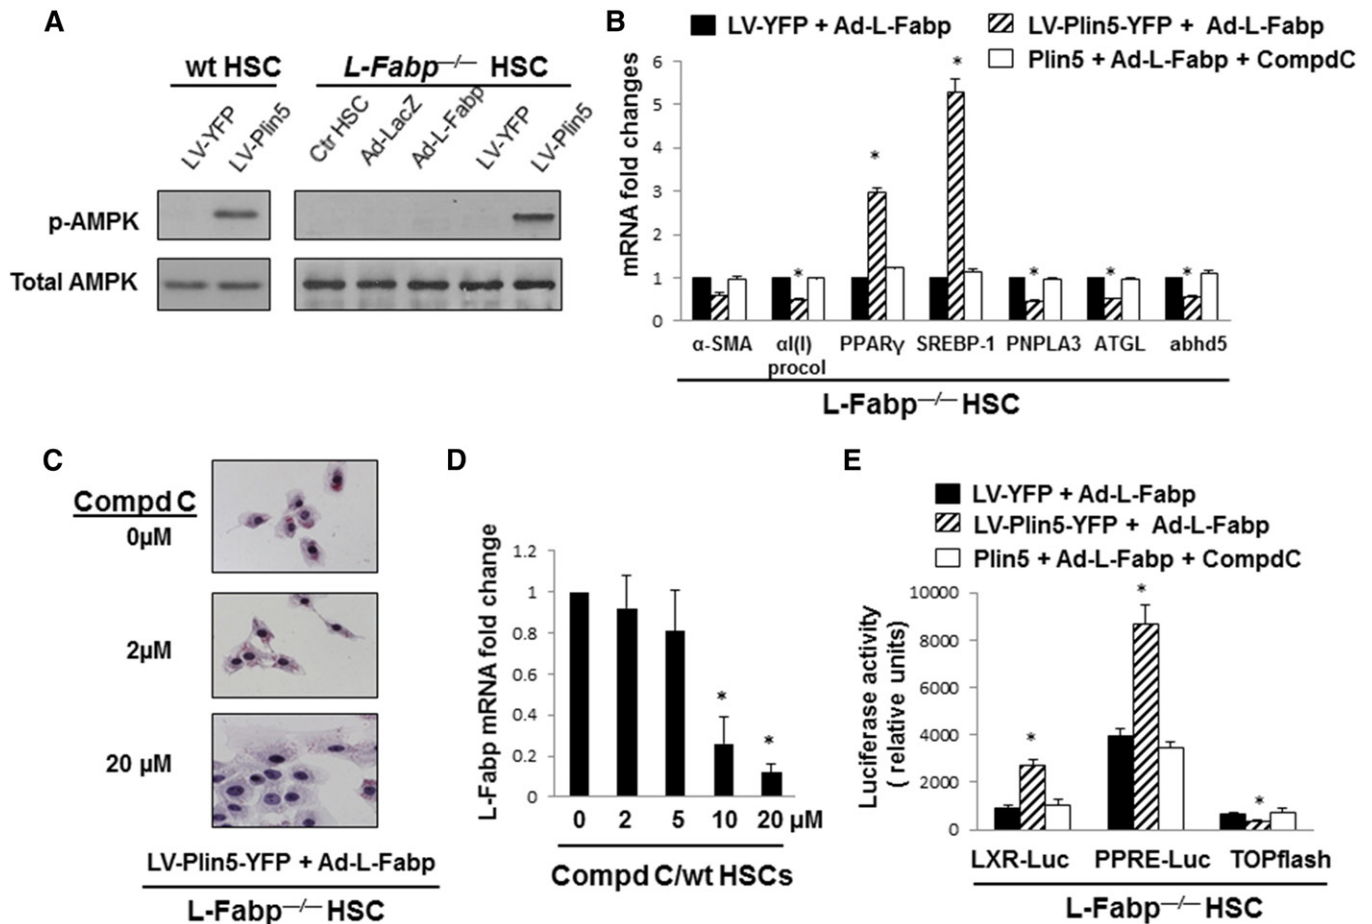 A
wt HSC
L-Fabp⁻/⁻ HSC
LV-YFP
LV-Plin5
Ctr HSC
Ad-LacZ
Ad-L-Fabp
LV-YFP
LV-Plin5
p-AMPK
Total AMPK
B
LV-YFP + Ad-L-Fabp
LV-Plin5-YFP + Ad-L-Fabp
Plin5 + Ad-L-Fabp + CompdC
mRNA fold changes
6
5
4
3
2
1
0
*
*
*
*
*
*
α-SMA
αI(I) procol
PPARγ
SREBP-1
PNPLA3
ATGL
abhd5
L-Fabp⁻/⁻ HSC
C
Compd C
0µM
2µM
20 µM
LV-Plin5-YFP + Ad-L-Fabp
L-Fabp⁻/⁻ HSC
D
L-Fabp mRNA fold change
1.2
1
0.8
0.6
0.4
0.2
0
*
*
0 2 5 10 20 µM
Compd C/wt HSCs
E
LV-YFP + Ad-L-Fabp
LV-Plin5-YFP + Ad-L-Fabp
Plin5 + Ad-L-Fabp + CompdC
Luciferase activity
( relative units)
10000
8000
6000
4000
2000
0
*
*
*
LXR-Luc
PPRE-Luc
TOPflash
L-Fabp⁻/⁻ HSC